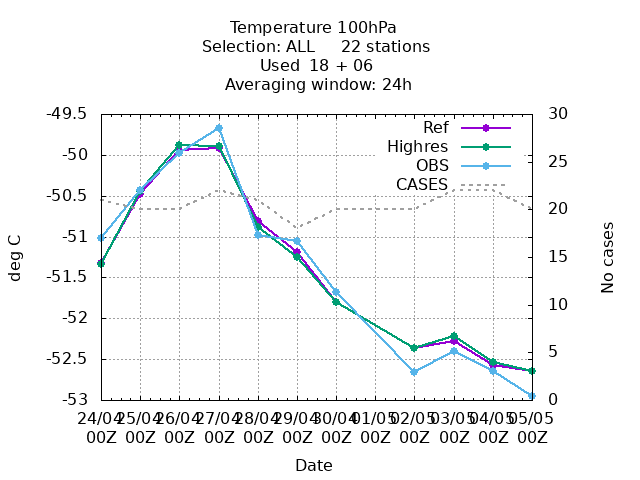 Temperature 100hPa
Selection: ALL     22 stations
Used  18 + 06
Averaging window: 24h
-49.5
-50
-50.5
-51
-51.5
-52
-52.5
-53
deg C
Ref
Highres
OBS
CASES
30
25
20
15
10
5
0
No cases
24/04 25/04 26/04 27/04 28/04 29/04 30/04 01/05 02/05 03/05 04/05 05/05
00Z 00Z 00Z 00Z 00Z 00Z 00Z 00Z 00Z 00Z 00Z 00Z
Date